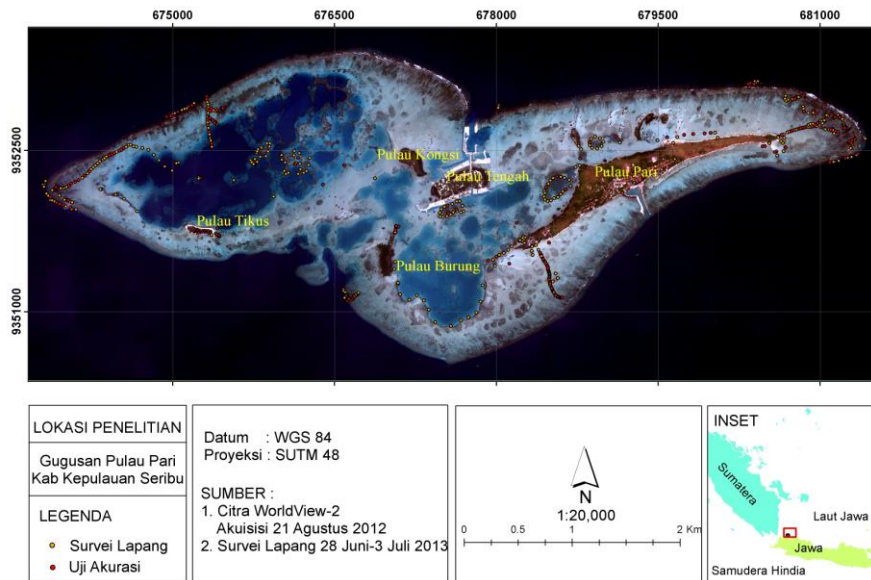 675000 676500 678000 679500 681000
9352500
9351000
Pulau Kongsi
Pulau Tengah
Pulau Pari
Pulau Tikus
Pulau Burung
LOKASI PENELITIAN
Gugusan Pulau Pari
Kab Kepulauan Seribu
LEGENDA
Survei Lapang
Uji Akurasi
Datum : WGS 84
Proyeksi : SUTM 48
SUMBER :
1. Citra WorldView-2
Akuisisi 21 Agustus 2012
2. Survei Lapang 28 Juni-3 Juli 2013
N
1:20,000
0 0.5 1 2 Km
INSET
Sumatera
Laut Jawa
Jawa
Samudera Hindia